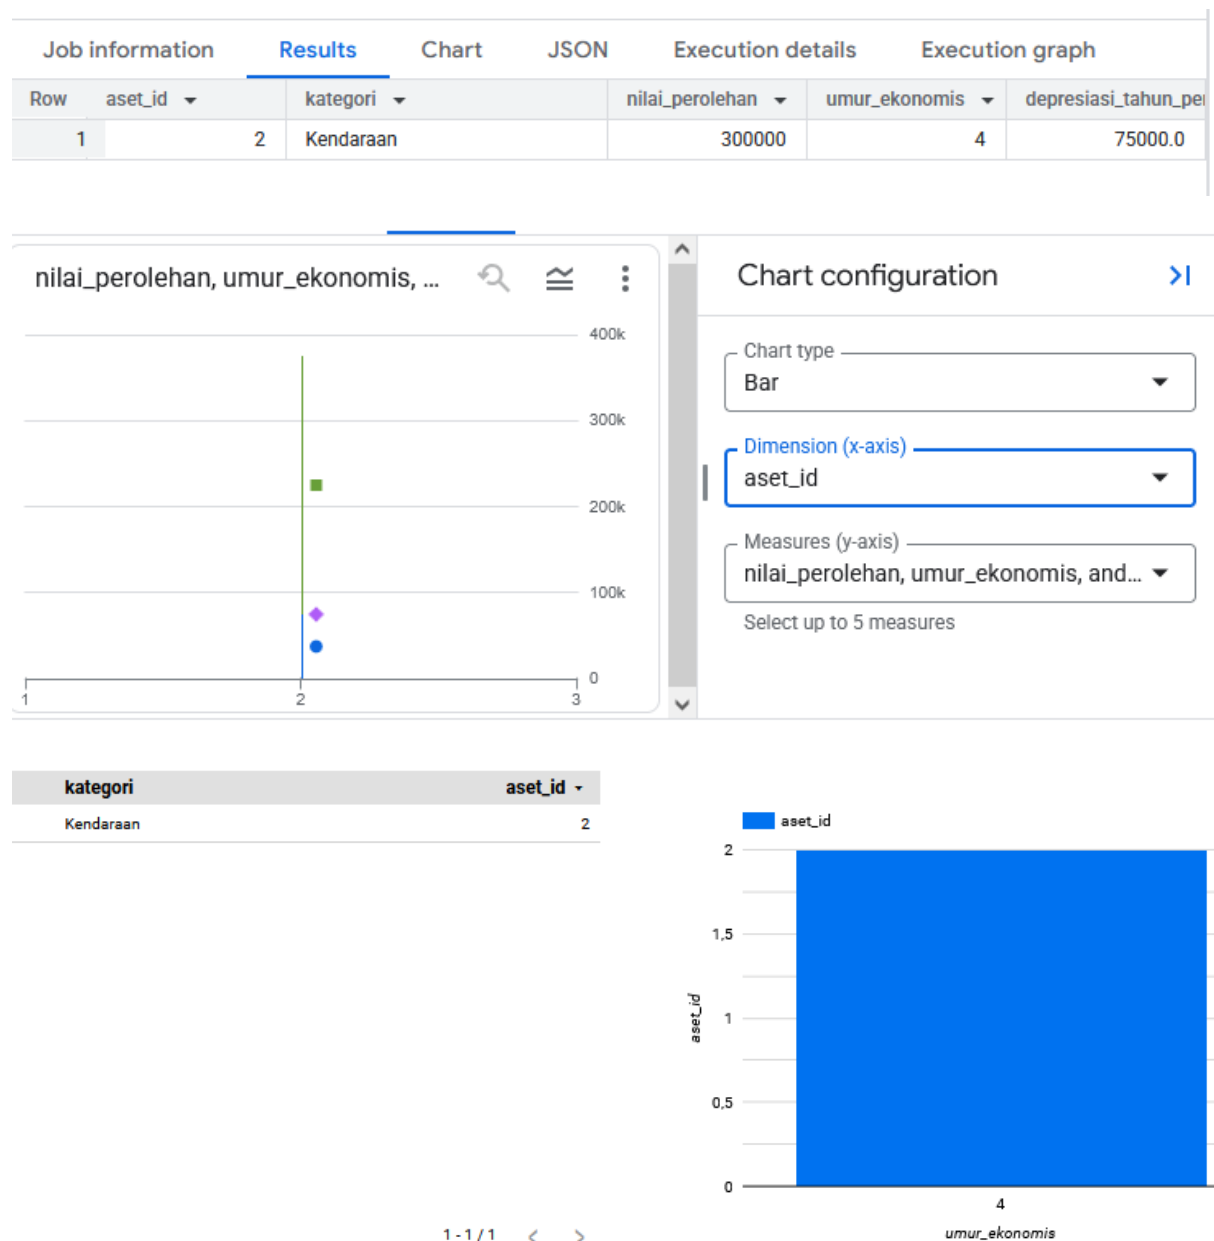 Job information Results Chart JSON Execution details Execution graph
Row aset_id kategori nilai_perolehan umur_ekonomis depresiasi_tahun_per
1 2 Kendaraan 300000 4 75000.0
nilai_perolehan, umur_ekonomis, ...
400k
300k
200k
100k
0
1 2 3
Chart configuration
Chart type
Bar
Dimension (x-axis)
aset_id
Measures (y-axis)
nilai_perolehan, umur_ekonomis, and...
Select up to 5 measures
kategori aset_id
Kendaraan 2
1 - 1 / 1 < >
aset_id
2
1,5
1
0,5
0
aset_id
4
umur_ekonomis